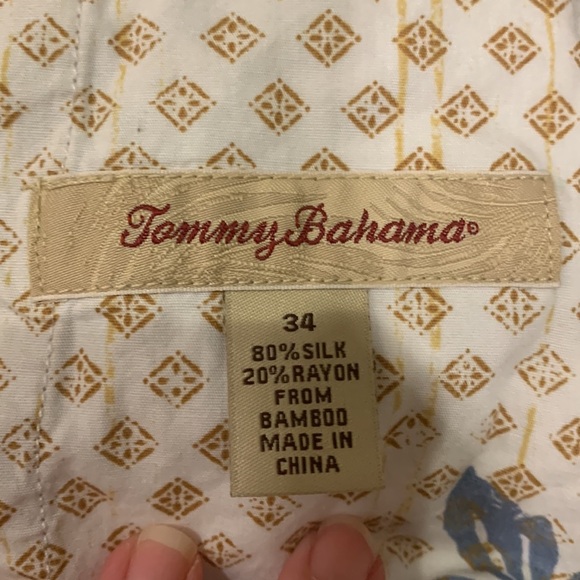 Tommy Bahama®
34
80% SILK
20% RAYON
FROM
BAMBOO
MADE IN
CHINA